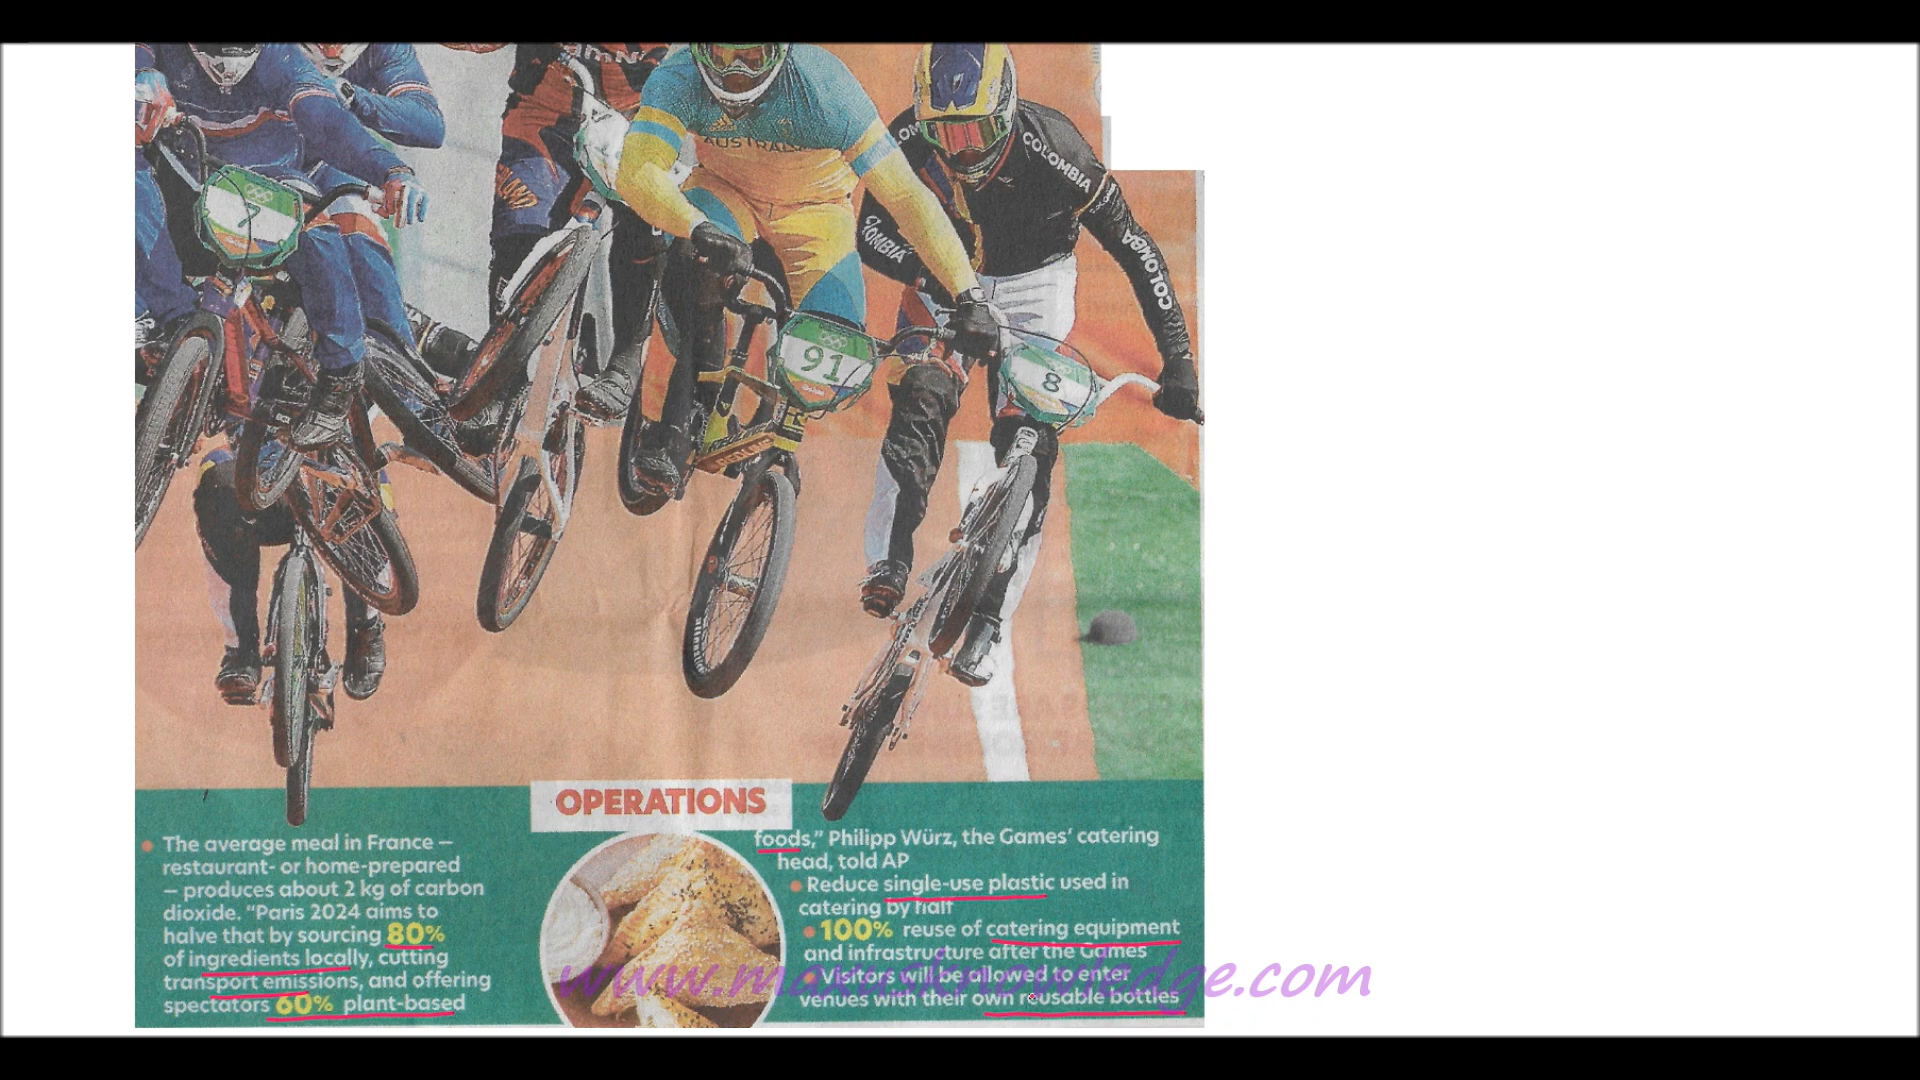 AUSTRALIA
COLOMBIA
COLOMBIA
COLOMBIA
7
91
8
REDLINE
OPERATIONS
• The average meal in France —
restaurant- or home-prepared
— produces about 2 kg of carbon
dioxide. “Paris 2024 aims to
halve that by sourcing 80%
of ingredients locally, cutting
transport emissions, and offering
spectators 60% plant-based
foods,” Philipp Würz, the Games’ catering
head, told AP
• Reduce single-use plastic used in
catering by half
• 100% reuse of catering equipment
and infrastructure after the Games
• Visitors will be allowed to enter
venues with their own reusable bottles
www.maxusknowledge.com